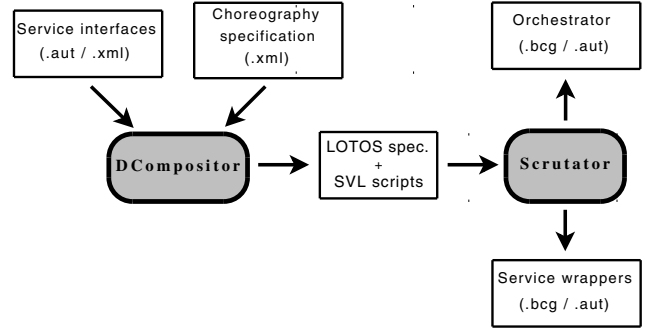 Service interfaces
(.aut / .xml)
Choreography
specification
(.xml)
Orchestrator
(.bcg / .aut)
DCompositor
LOTOS spec.
+
SVL scripts
Scrutator
Service wrappers
(.bcg / .aut)